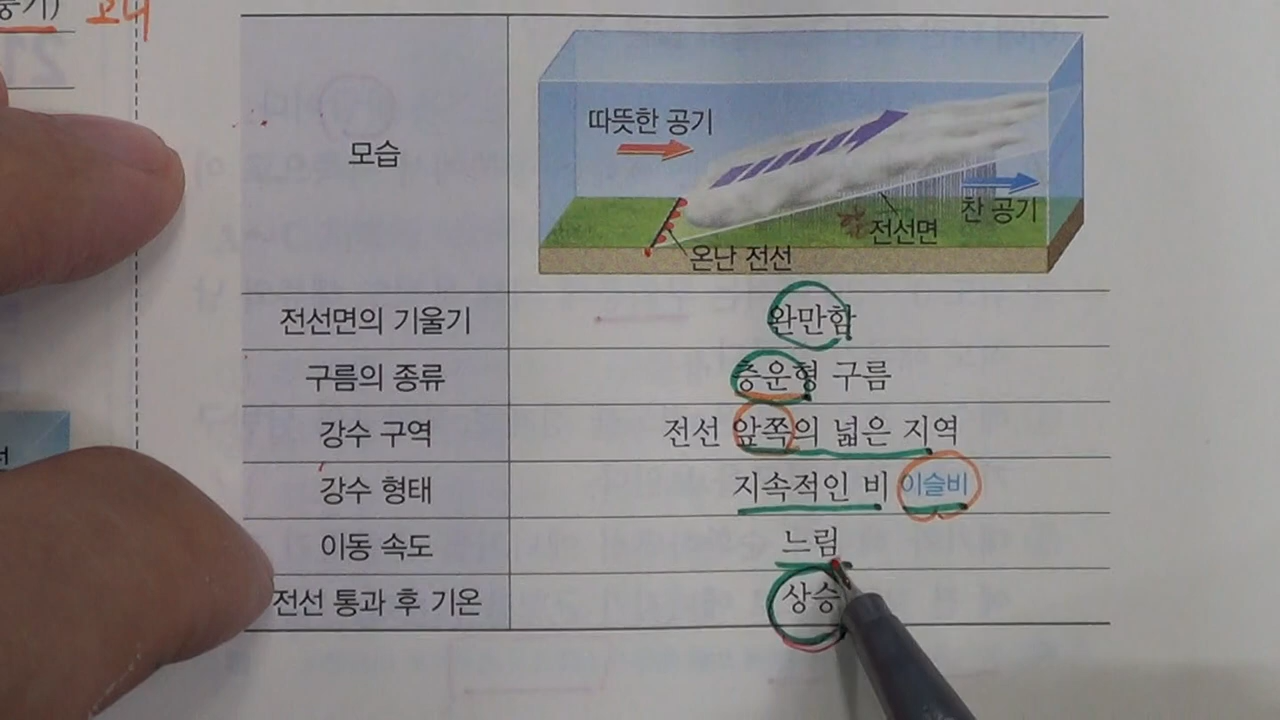 중기) 고니
모습
따뜻한 공기
찬 공기
전선면
온난 전선
전선면의 기울기 완만함
구름의 종류 층운형 구름
강수 구역 전선 앞쪽의 넓은 지역
강수 형태 지속적인 비 이슬비
이동 속도 느림
전선 통과 후 기온 상승